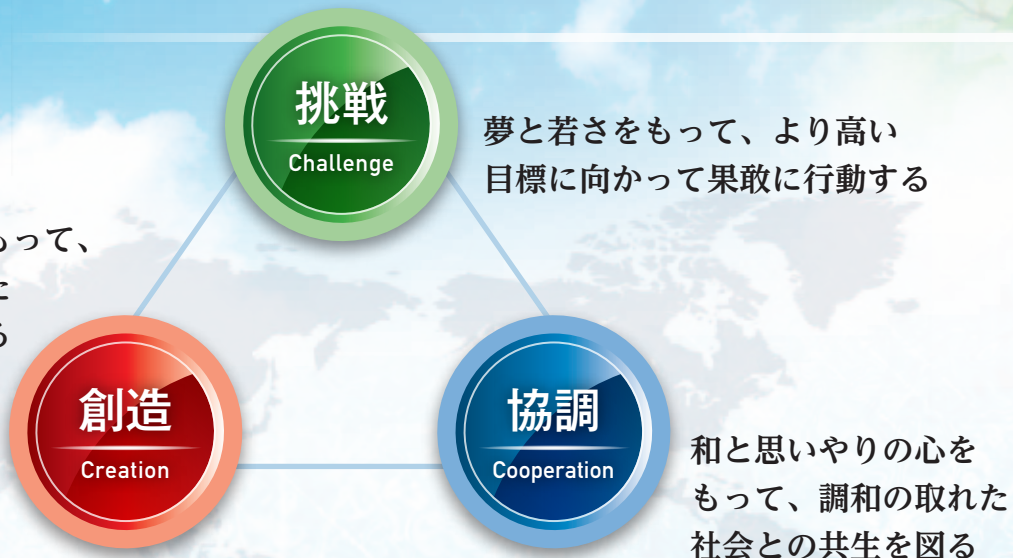 挑戦
Challenge
夢と若さをもって、より高い
目標に向かって果敢に行動する
もって、
た
る
創造
Creation
協調
Cooperation
和と思いやりの心を
もって、調和の取れた
社会との共生を図る